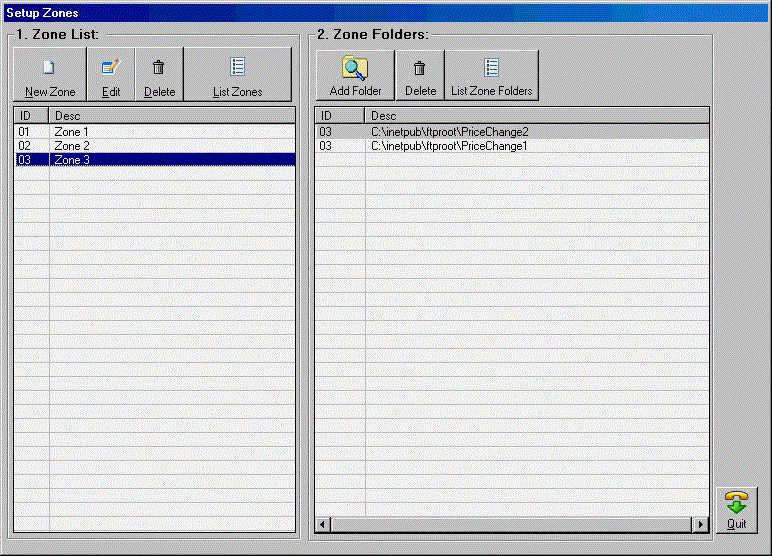 Setup Zones
1. Zone List:
New Zone Edit Delete List Zones
ID Desc
01 Zone 1
02 Zone 2
03 Zone 3
2. Zone Folders:
Add Folder Delete List Zone Folders
ID Desc
03 C:\inetpub\ftproot\PriceChange2
03 C:\inetpub\ftproot\PriceChange1
Quit